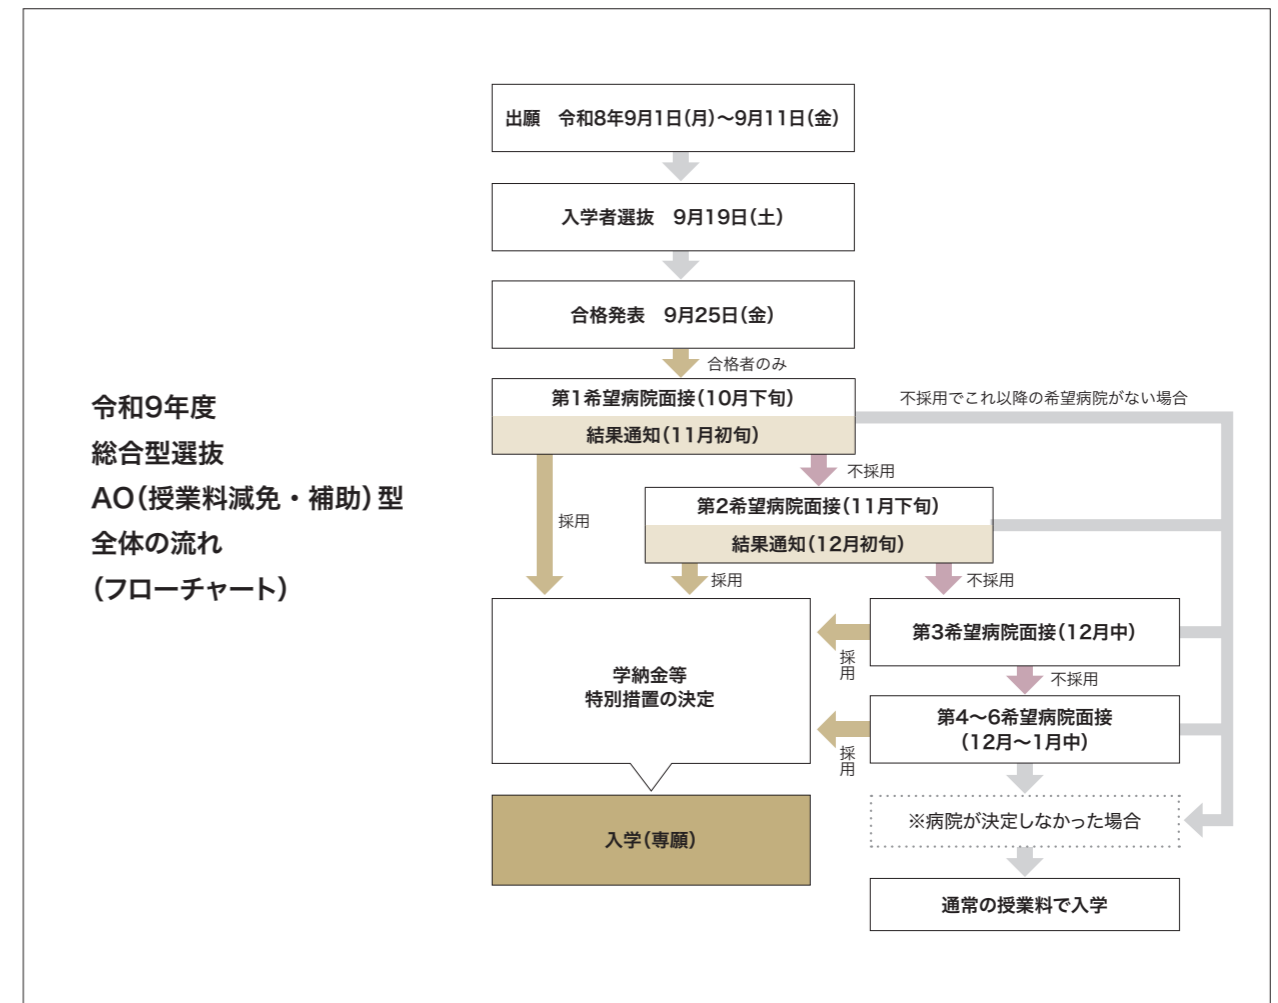 令和9年度
総合型選抜
AO(授業料減免・補助)型
全体の流れ
(フローチャート)
出願　令和8年9月1日(月)～9月11日(金)
入学者選抜　9月19日(土)
合格発表　9月25日(金)
合格者のみ
第1希望病院面接(10月下旬)
結果通知(11月初旬)
不採用でこれ以降の希望病院がない場合
不採用
採用
第2希望病院面接(11月下旬)
結果通知(12月初旬)
採用
不採用
第3希望病院面接(12月中)
採用
不採用
第4～6希望病院面接
(12月～1月中)
採用
学納金等
特別措置の決定
入学(専願)
※病院が決定しなかった場合
通常の授業料で入学